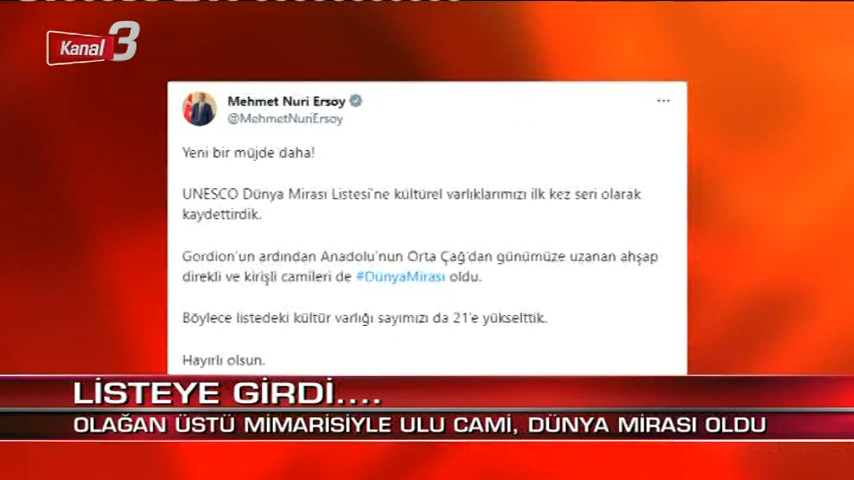 Kanal 3
Mehmet Nuri Ersoy
@MehmetNuriErsoy
Yeni bir müjde daha!
UNESCO Dünya Mirası Listesi'ne kültürel varlıklarımızı ilk kez seri olarak
kaydettirdik.
Gordion'un ardından Anadolu'nun Orta Çağ'dan günümüze uzanan ahşap
direkli ve kirişli camileri de #DünyaMirası oldu.
Böylece listedeki kültür varlığı sayımızı da 21'e yükselttik.
Hayırlı olsun.
LİSTEYE GİRDİ....
OLAĞAN ÜSTÜ MİMARİSİYLE ULU CAMİ, DÜNYA MİRASI OLDU